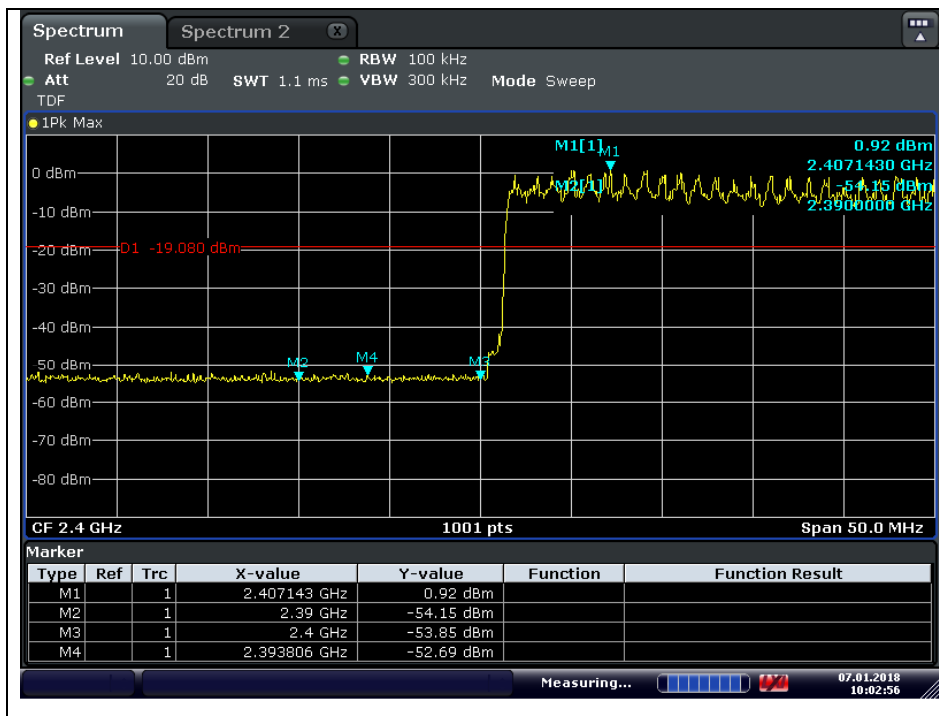 Spectrum Spectrum 2 X
Ref Level 10.00 dBm RBW 100 kHz
Att 20 dB SWT 1.1 ms VBW 300 kHz Mode Sweep
TDF
1Pk Max
M1[1] 0.92 dBm
M1
2.4071430 GHz
0 dBm
M2[1] -54.15 dBm
2.3900000 GHz
-10 dBm
-20 dBm D1 -19.080 dBm
-30 dBm
-40 dBm
-50 dBm M2 M4 M3
-60 dBm
-70 dBm
-80 dBm
CF 2.4 GHz 1001 pts Span 50.0 MHz
Marker
Type Ref Trc X-value Y-value Function Function Result
M1 1 2.407143 GHz 0.92 dBm
M2 1 2.39 GHz -54.15 dBm
M3 1 2.4 GHz -53.85 dBm
M4 1 2.393806 GHz -52.69 dBm
Measuring... 07.01.2018
10:02:56